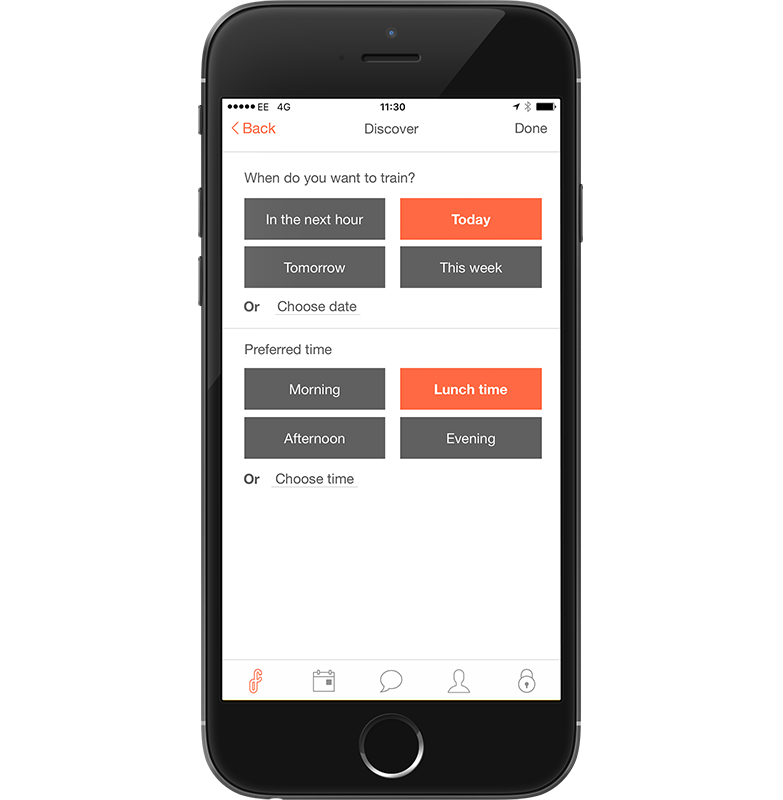 EE 4G 11:30
Back Discover Done
When do you want to train?
In the next hour Today
Tomorrow This week
Or Choose date
Preferred time
Morning Lunch time
Afternoon Evening
Or Choose time